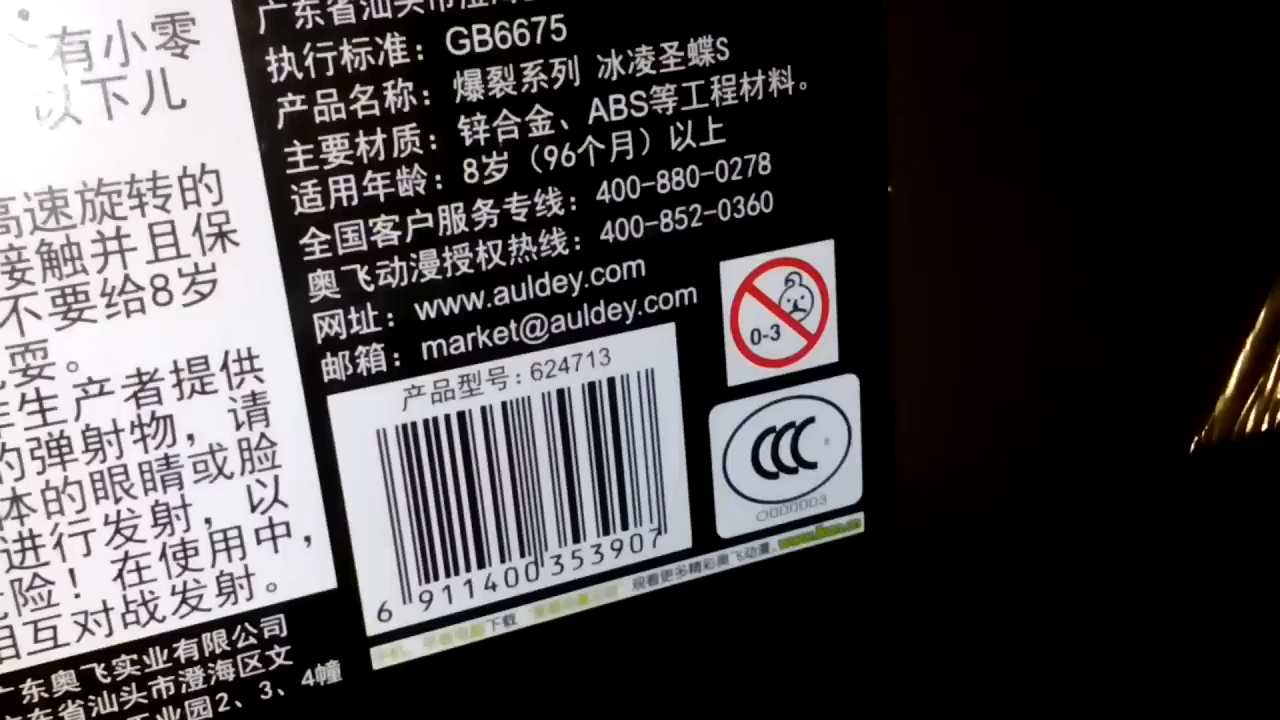 有小零
以下儿
高速旋转的
接触并且保
不要给8岁
耍。
生产者提供
的弹射物，请
体的眼睛或脸
进行发射，以
险！在使用中，
相互对战发射。
广东奥飞实业有限公司
广东省汕头市澄海区文
业园2、3、4幢
广东省汕头市澄海
执行标准：GB6675
产品名称：爆裂系列 冰凌圣蝶S
主要材质：锌合金、ABS等工程材料。
适用年龄：8岁（96个月）以上
全国客户服务专线：400-880-0278
奥飞动漫授权热线：400-852-0360
网址：www.auldey.com
邮箱：market@auldey.com
产品型号：624713
6 911400 353907
0-3
CCC
下载
观看更多精彩奥飞动漫